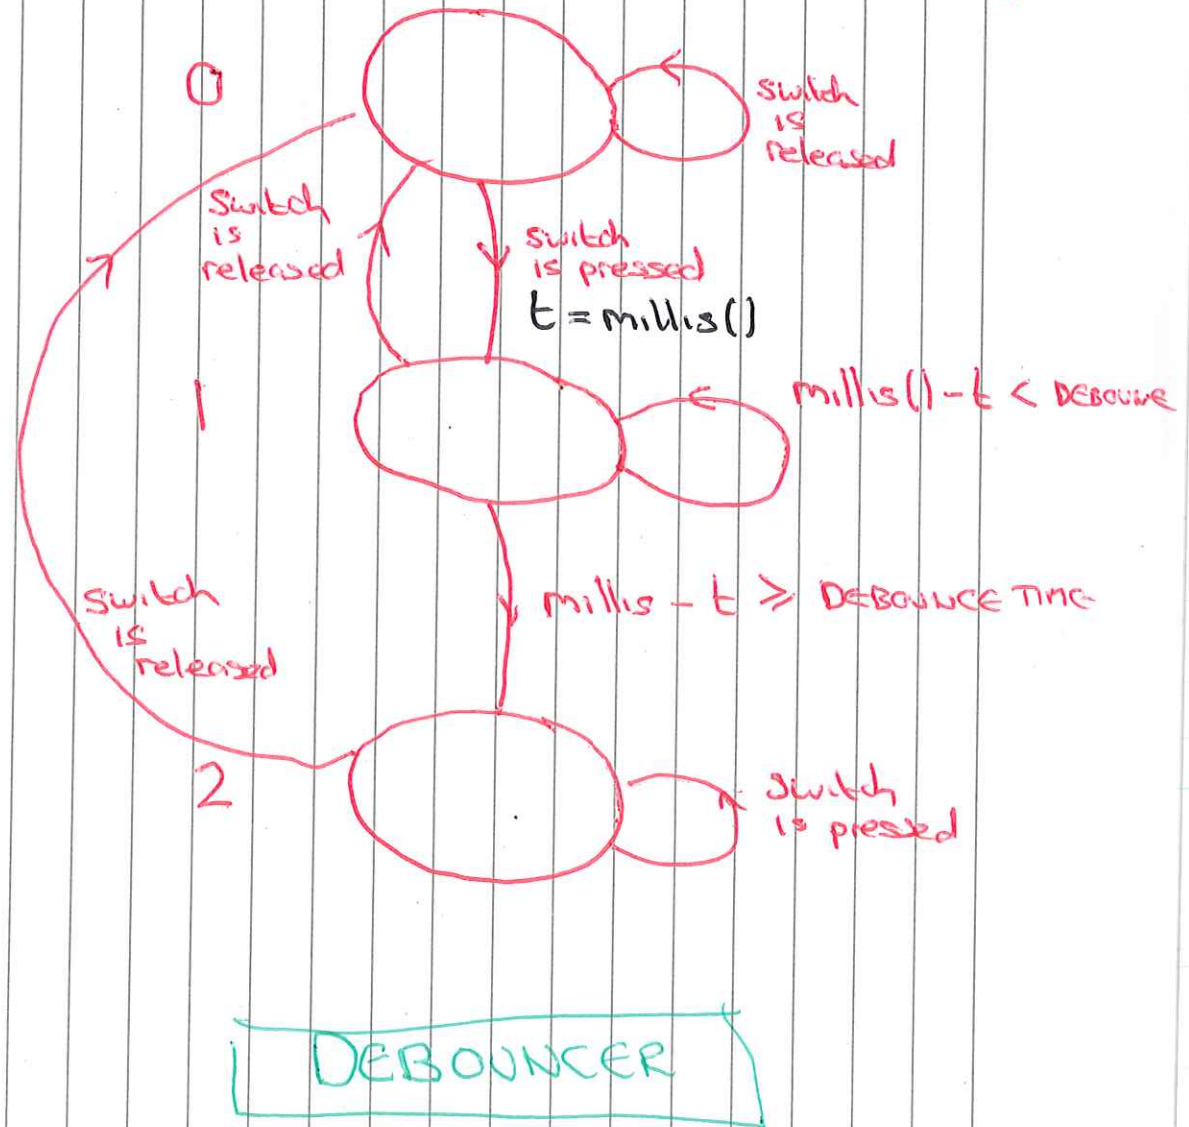 0
switch
is
released
switch
is
released
switch
is pressed
t = millis()
1
millis() - t < DEBOUNCE
millis - t ≥ DEBOUNCE TIME
switch
is
released
2
switch
is pressed
DEBOUNCER